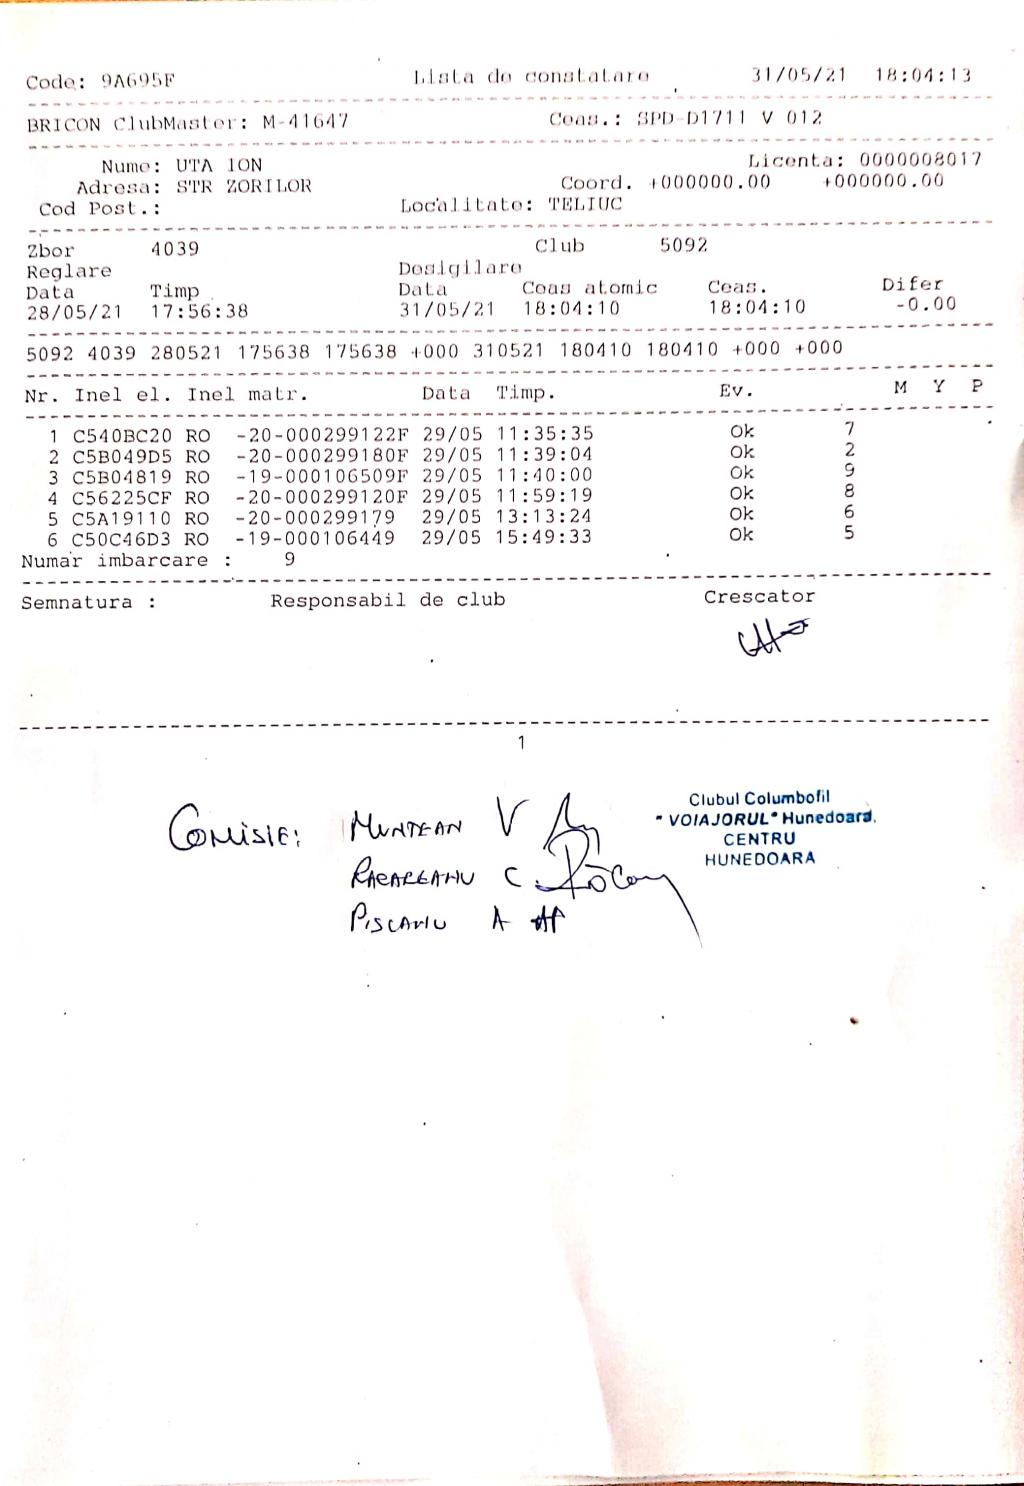 Code: 9A695F Lista de constatare 31/05/21 18:04:13
BRICON ClubMaster: M-41647 Ceas.: SPD-D1711 V 012
Nume: UTA ION Licenta: 0000008017
Adresa: STR ZORILOR Coord. +000000.00 +000000.00
Cod Post.: Localitate: TELIUC
Zbor 4039 Club 5092
Reglare Desigilare
Data Timp Data Ceas atomic Ceas. Difer
28/05/21 17:56:38 31/05/21 18:04:10 18:04:10 -0.00
5092 4039 280521 175638 175638 +000 310521 180410 180410 +000 +000
Nr. Inel el. Inel matr. Data Timp. Ev. M Y P
1 C540BC20 RO -20-000299122F 29/05 11:35:35 Ok 7
2 C5B049D5 RO -20-000299180F 29/05 11:39:04 Ok 2
3 C5B04819 RO -19-000106509F 29/05 11:40:00 Ok 9
4 C56225CF RO -20-000299120F 29/05 11:59:19 Ok 8
5 C5A19110 RO -20-000299179 29/05 13:13:24 Ok 6
6 C50C46D3 RO -19-000106449 29/05 15:49:33 Ok 5
Numar imbarcare : 9
Semnatura : Responsabil de club Crescator
1
Clubul Columbofil
"VOIAJORUL" Hunedoara.
CENTRU
HUNEDOARA
COMISIE: MUNTEAN V
C
PISCANU A AP